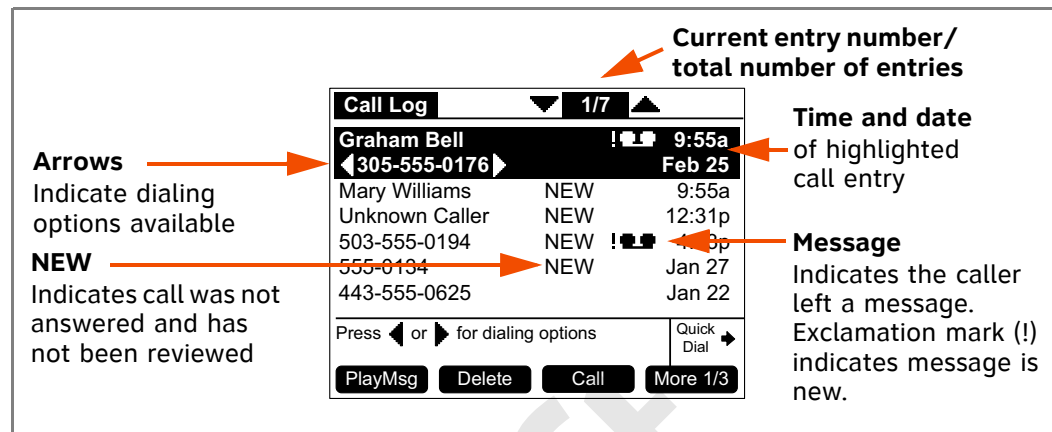 Current entry number/
total number of entries
Call Log 1/7
Graham Bell ! 9:55a
305-555-0176 Feb 25
Mary Williams NEW 9:55a
Unknown Caller NEW 12:31p
503-555-0194 NEW !
555-0134 NEW Jan 27
443-555-0625 Jan 22
Press or for dialing options
Quick
Dial
PlayMsg Delete Call More 1/3
Arrows
Indicate dialing
options available
NEW
Indicates call was not
answered and has
not been reviewed
Time and date
of highlighted
call entry
Message
Indicates the caller
left a message.
Exclamation mark (!)
indicates message is
new.